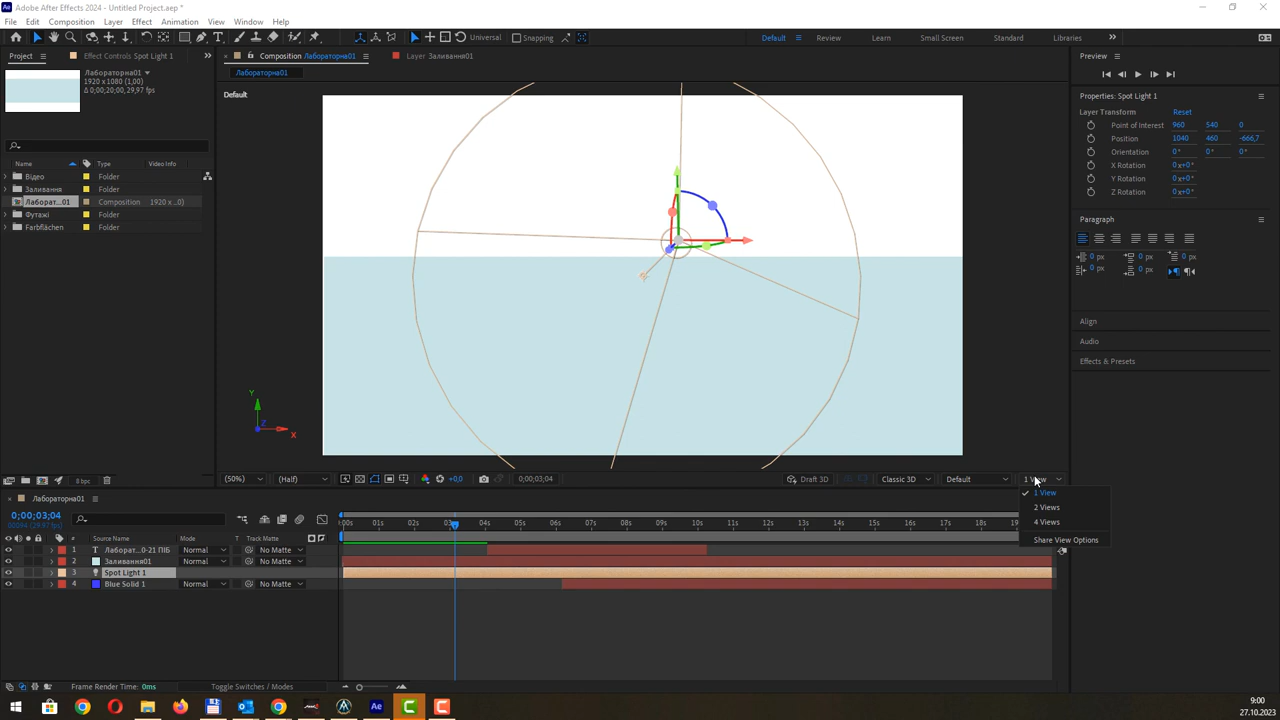 Adobe After Effects 2024 - Untitled Project.aep *
File Edit Composition Layer Effect Animation View Window Help
Universal Snapping Default Review Learn Small Screen Standard Libraries
Project Effect Controls Spot Light 1
Composition Лабораторна01
Layer Заливання01
Preview
Лабораторна01
1920 x 1080 (1,00)
Δ 0;00;20;00, 29,97 fps
Лабораторна01
Default
Properties: Spot Light 1
Layer Transform Reset
Point of Interest 960 540 0
Position 1040 460 -666,7
Orientation 0° 0° 0°
X Rotation 0x+0°
Y Rotation 0x+0°
Z Rotation 0x+0°
Name Type Video Info
Відео Folder
Заливання Folder
Лаборат...01 Composition 1920 x ...0)
Футажі Folder
Farbflächen Folder
Paragraph
0 px 0 px 0 px
0 px 0 px
Align
Audio
Effects & Presets
Y
Z
X
8 bpc
(50%) (Half) +0,0 0;00;03;04 Draft 3D Classic 3D Default 1 View
1 View
2 Views
4 Views
Share View Options
Лабораторна01
0;00;03;04
00094 (29.97 fps)
:00s 01s 02s 03s 04s 05s 06s 07s 08s 09s 10s 11s 12s 13s 14s 15s 16s 17s 18s 19s
# Source Name Mode Track Matte
1 T Лаборат...0-21 ПІБ Normal No Matte
2 Заливання01 Normal No Matte
3 Spot Light 1
4 Blue Solid 1 Normal No Matte
Frame Render Time: 0ms Toggle Switches / Modes
9:00
27.10.2023